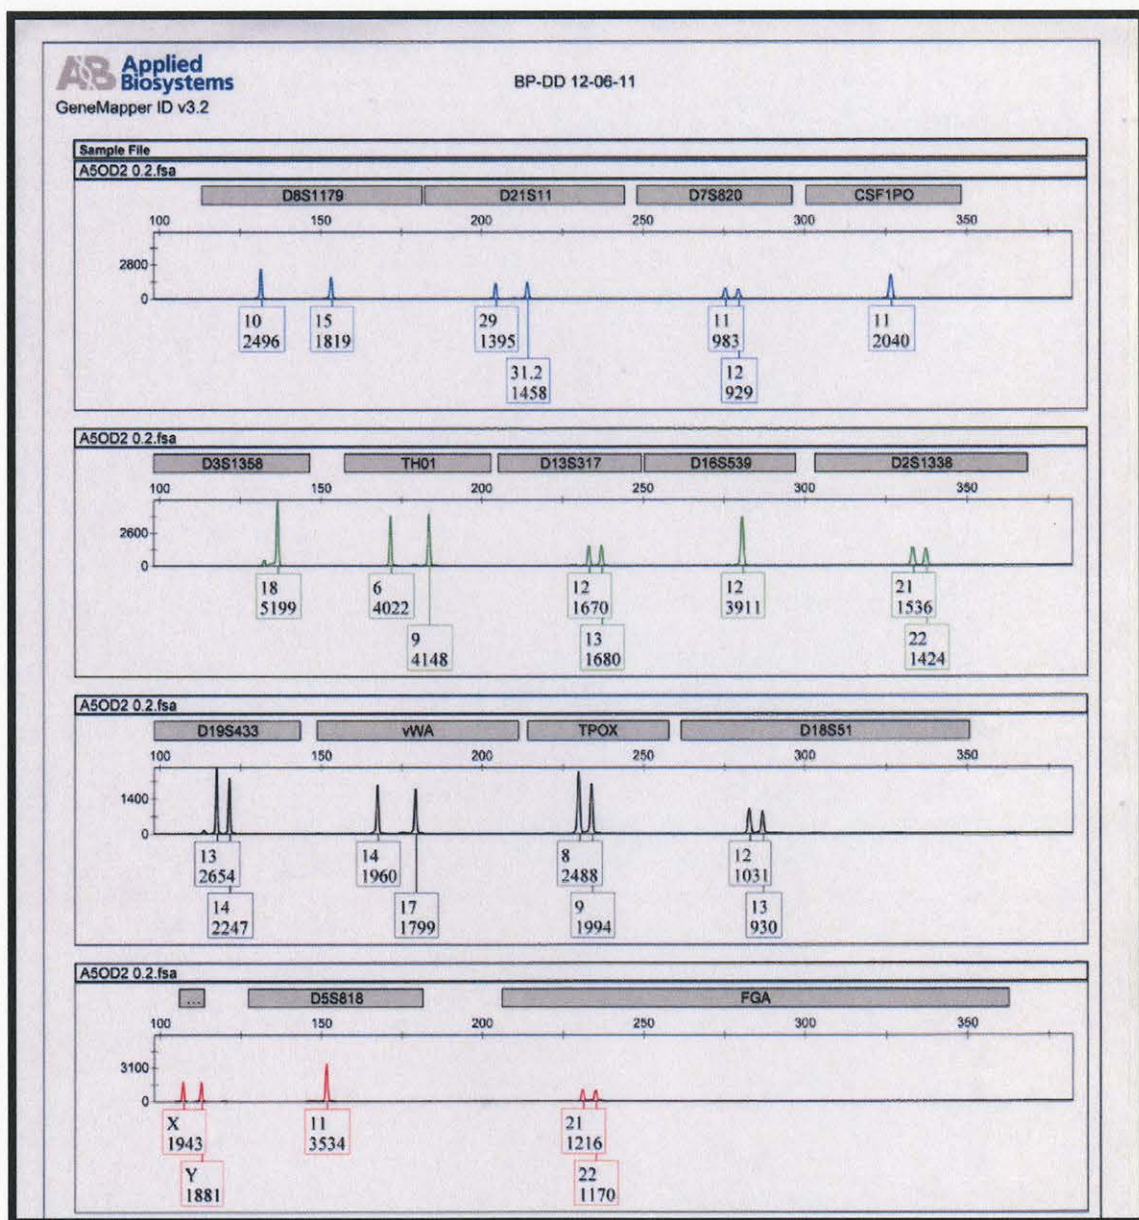 AB Applied
Biosystems
GeneMapper ID v3.2
BP-DD 12-06-11
Sample File
A5OD2 0.2.fsa
D8S1179 D21S11 D7S820 CSF1PO
100 150 200 250 300 350
2800
0
10 15 29 11 11
2496 1819 1395 983 2040
31.2 12
1458 929
A5OD2 0.2.fsa
D3S1358 TH01 D13S317 D16S539 D2S1338
100 150 200 250 300 350
2600
0
18 6 12 12 21
5199 4022 1670 3911 1536
9 13 22
4148 1680 1424
A5OD2 0.2.fsa
D19S433 vWA TPOX D18S51
100 150 200 250 300 350
1400
0
13 14 8 12
2654 1960 2488 1031
14 17 9 13
2247 1799 1994 930
A5OD2 0.2.fsa
... D5S818 FGA
100 150 200 250 300 350
3100
0
X 11 21
1943 3534 1216
Y 22
1881 1170